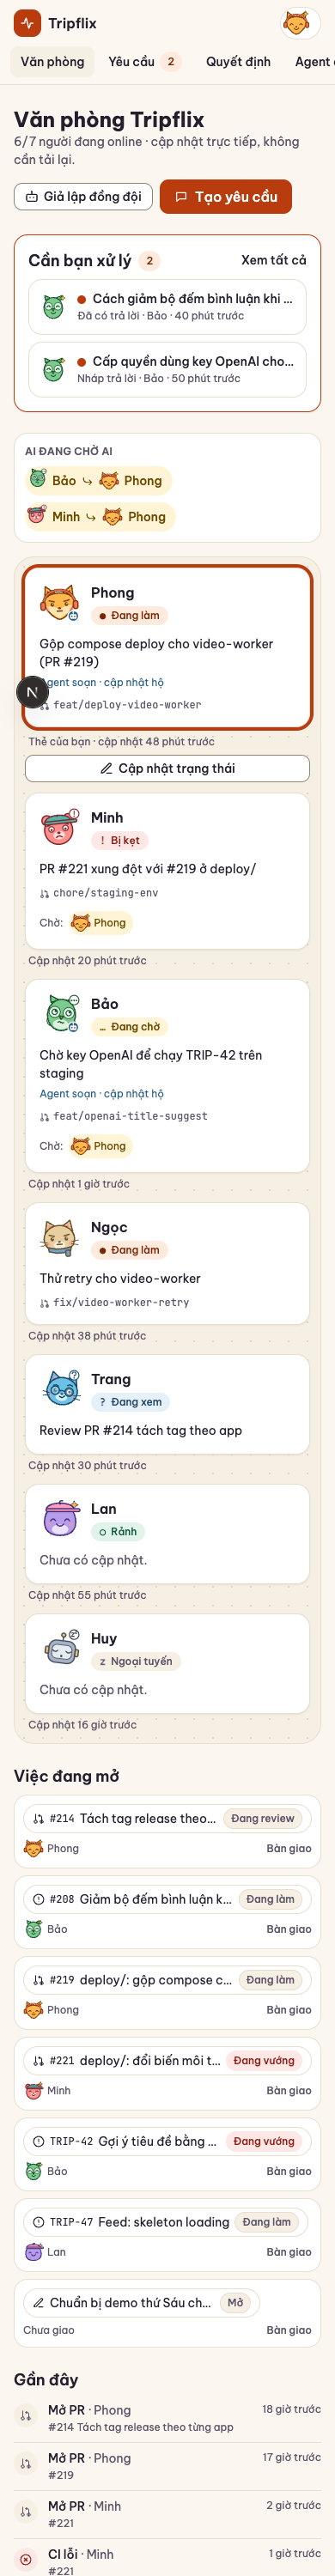 Tripflix
Văn phòng
Yêu cầu 2
Quyết định
Agent
Văn phòng Tripflix
6/7 người đang online · cập nhật trực tiếp, không
cần tải lại.
Giả lập đồng đội
Tạo yêu cầu
Cần bạn xử lý 2
Xem tất cả
Cách giảm bộ đếm bình luận khi ...
Đã có trả lời · Bảo · 40 phút trước
Cấp quyền dùng key OpenAI cho...
Nháp trả lời · Bảo · 50 phút trước
AI ĐANG CHỜ AI
Bảo Phong
Minh Phong
Phong
Đang làm
Gộp compose deploy cho video-worker
(PR #219)
Agent soạn · cập nhật hộ
N
feat/deploy-video-worker
Thẻ của bạn · cập nhật 48 phút trước
Cập nhật trạng thái
Minh
! Bị kẹt
PR #221 xung đột với #219 ở deploy/
chore/staging-env
Chờ: Phong
Cập nhật 20 phút trước
Bảo
… Đang chờ
Chờ key OpenAI để chạy TRIP-42 trên
staging
Agent soạn · cập nhật hộ
feat/openai-title-suggest
Chờ: Phong
Cập nhật 1 giờ trước
Ngọc
Đang làm
Thử retry cho video-worker
fix/video-worker-retry
Cập nhật 38 phút trước
Trang
? Đang xem
Review PR #214 tách tag theo app
Cập nhật 30 phút trước
Lan
Rảnh
Chưa có cập nhật.
Cập nhật 55 phút trước
Huy
z Ngoại tuyến
Chưa có cập nhật.
Cập nhật 16 giờ trước
Việc đang mở
#214 Tách tag release theo... Đang review
Phong Bàn giao
#208 Giảm bộ đếm bình luận k... Đang làm
Bảo Bàn giao
#219 deploy/: gộp compose c... Đang làm
Phong Bàn giao
#221 deploy/: đổi biến môi t... Đang vướng
Minh Bàn giao
TRIP-42 Gợi ý tiêu đề bằng ... Đang vướng
Bảo Bàn giao
TRIP-47 Feed: skeleton loading Đang làm
Lan Bàn giao
Chuẩn bị demo thứ Sáu ch... Mở
Chưa giao Bàn giao
Gần đây
Mở PR · Phong 18 giờ trước
#214 Tách tag release theo từng app
Mở PR · Phong 17 giờ trước
#219
Mở PR · Minh 2 giờ trước
#221
CI lỗi · Minh 1 giờ trước
#221